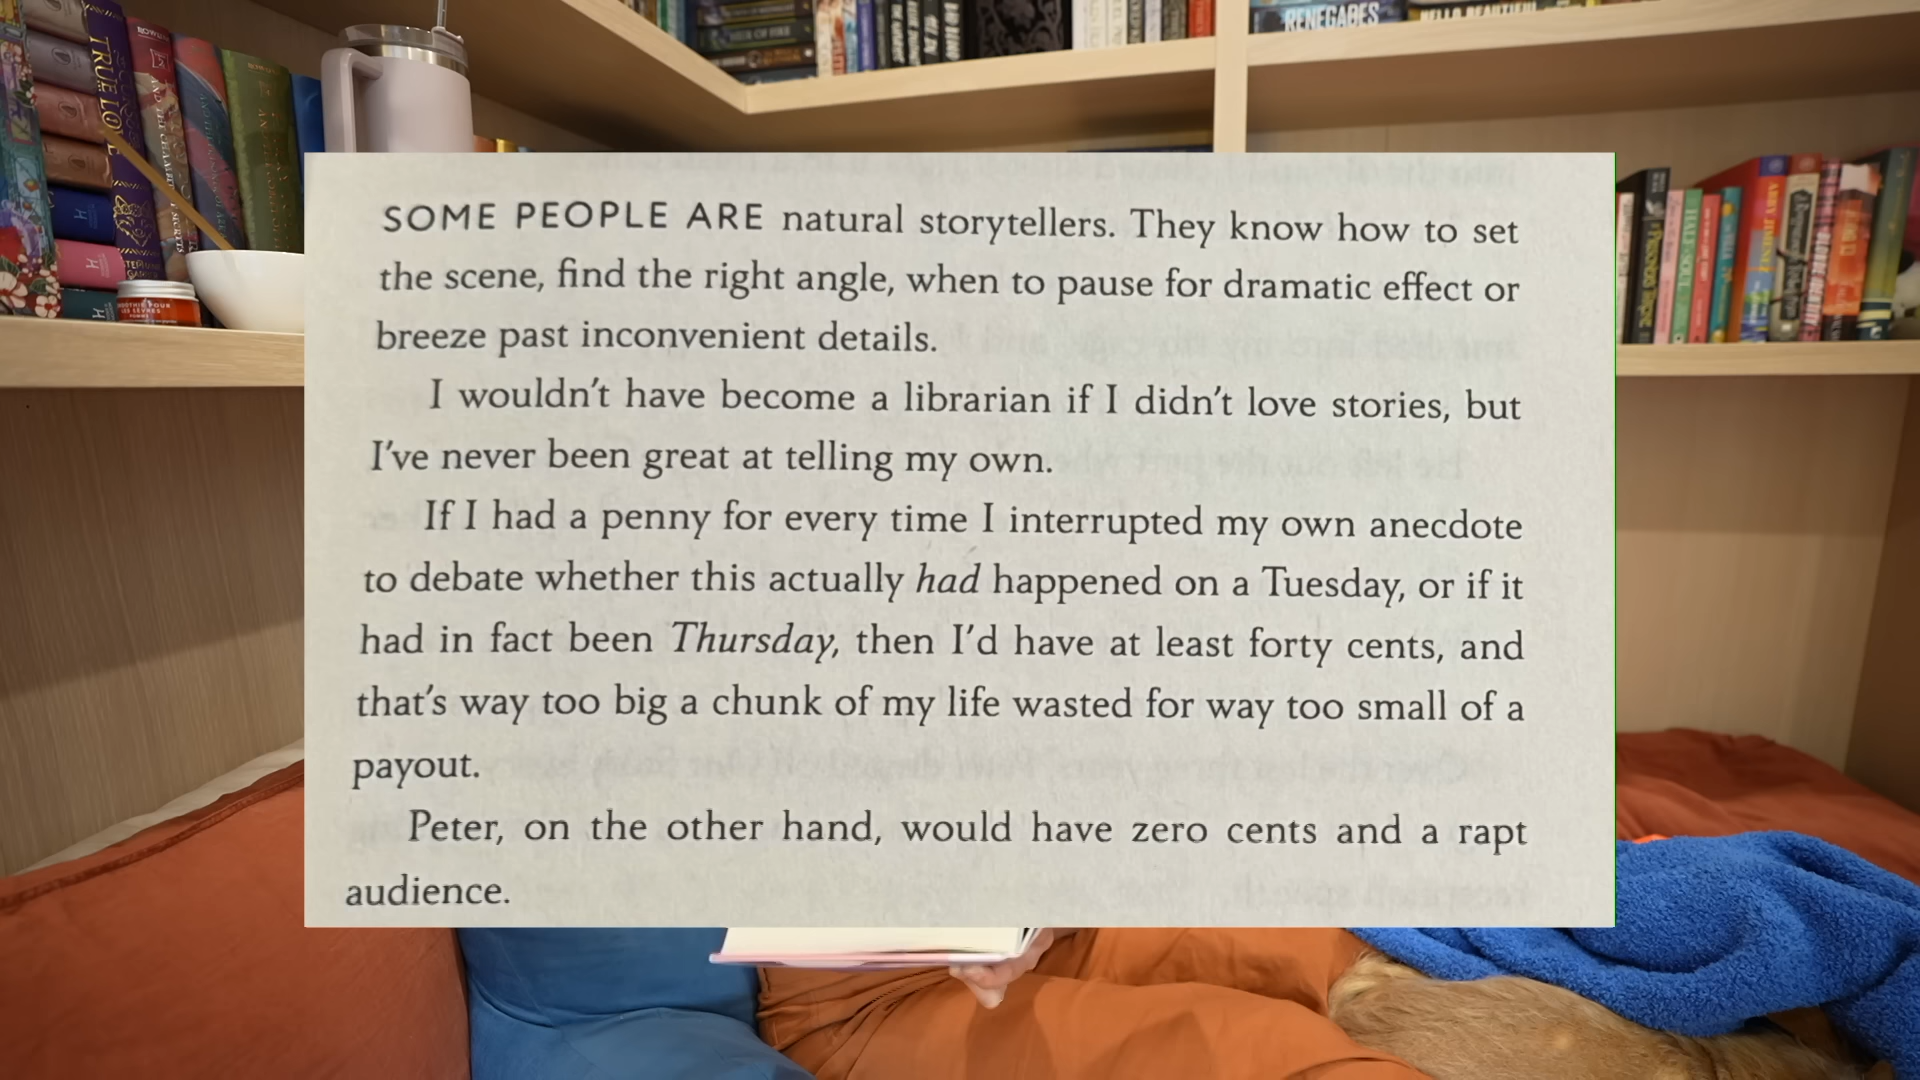 SOME PEOPLE ARE natural storytellers. They know how to set
the scene, find the right angle, when to pause for dramatic effect or
breeze past inconvenient details.
I wouldn't have become a librarian if I didn't love stories, but
I've never been great at telling my own.
If I had a penny for every time I interrupted my own anecdote
to debate whether this actually had happened on a Tuesday, or if it
had in fact been Thursday, then I'd have at least forty cents, and
that's way too big a chunk of my life wasted for way too small of a
payout.
Peter, on the other hand, would have zero cents and a rapt
audience.
TRUE LOVE
RENEGADES
HELLO BEAUTIFUL